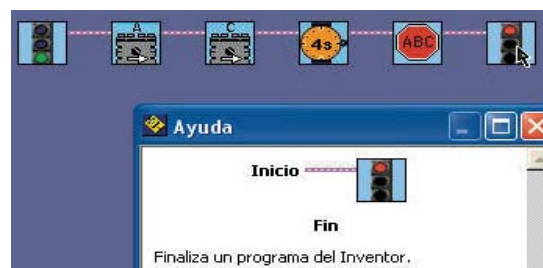 A C 4s ABC
Ayuda
Inicio
Fin
Finaliza un programa del Inventor.